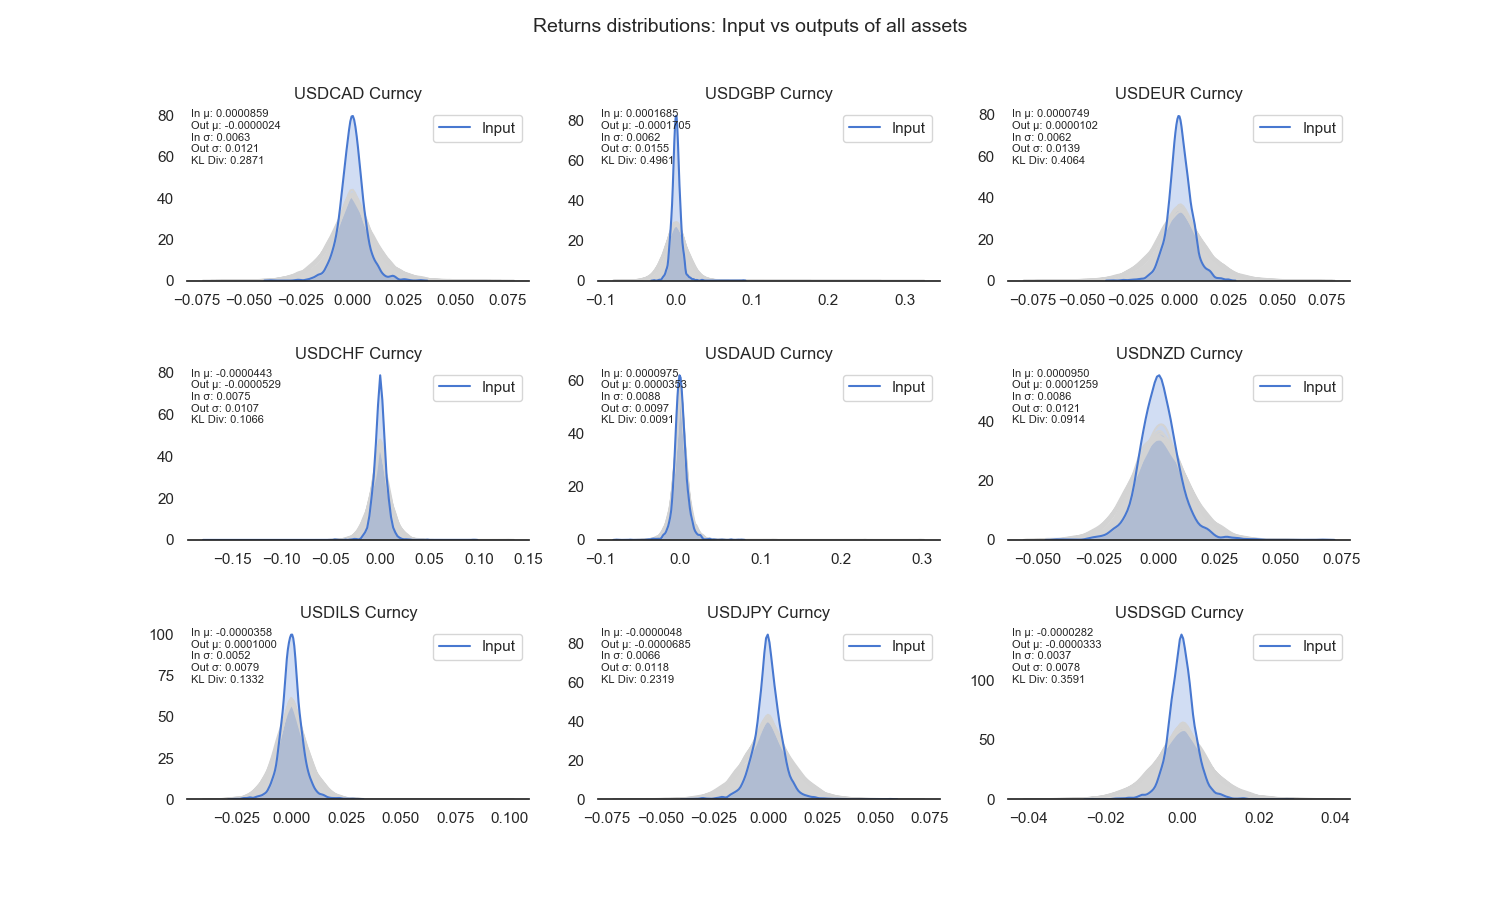 Returns distributions: Input vs outputs of all assets
USDCAD Curncy
In μ: 0.0000859
Out μ: -0.0000024
In σ: 0.0063
Out σ: 0.0121
KL Div: 0.2871
Input
80
60
40
20
0
−0.075 −0.050 −0.025 0.000 0.025 0.050 0.075
USDGBP Curncy
In μ: 0.0001685
Out μ: -0.0001705
In σ: 0.0062
Out σ: 0.0155
KL Div: 0.4961
Input
80
60
40
20
0
−0.1 0.0 0.1 0.2 0.3
USDEUR Curncy
In μ: 0.0000749
Out μ: 0.0000102
In σ: 0.0062
Out σ: 0.0139
KL Div: 0.4064
Input
80
60
40
20
0
−0.075 −0.050 −0.025 0.000 0.025 0.050 0.075
USDCHF Curncy
In μ: -0.0000443
Out μ: -0.0000529
In σ: 0.0075
Out σ: 0.0107
KL Div: 0.1066
Input
80
60
40
20
0
−0.15 −0.10 −0.05 0.00 0.05 0.10 0.15
USDAUD Curncy
In μ: 0.0000975
Out μ: 0.0000353
In σ: 0.0088
Out σ: 0.0097
KL Div: 0.0091
Input
60
40
20
0
−0.1 0.0 0.1 0.2 0.3
USDNZD Curncy
In μ: 0.0000950
Out μ: 0.0001259
In σ: 0.0086
Out σ: 0.0121
KL Div: 0.0914
Input
40
20
0
−0.050 −0.025 0.000 0.025 0.050 0.075
USDILS Curncy
In μ: -0.0000358
Out μ: 0.0001000
In σ: 0.0052
Out σ: 0.0079
KL Div: 0.1332
Input
100
75
50
25
0
−0.025 0.000 0.025 0.050 0.075 0.100
USDJPY Curncy
In μ: -0.0000048
Out μ: -0.0000685
In σ: 0.0066
Out σ: 0.0118
KL Div: 0.2319
Input
80
60
40
20
0
−0.075 −0.050 −0.025 0.000 0.025 0.050 0.075
USDSGD Curncy
In μ: -0.0000282
Out μ: -0.0000333
In σ: 0.0037
Out σ: 0.0078
KL Div: 0.3591
Input
100
50
0
−0.04 −0.02 0.00 0.02 0.04